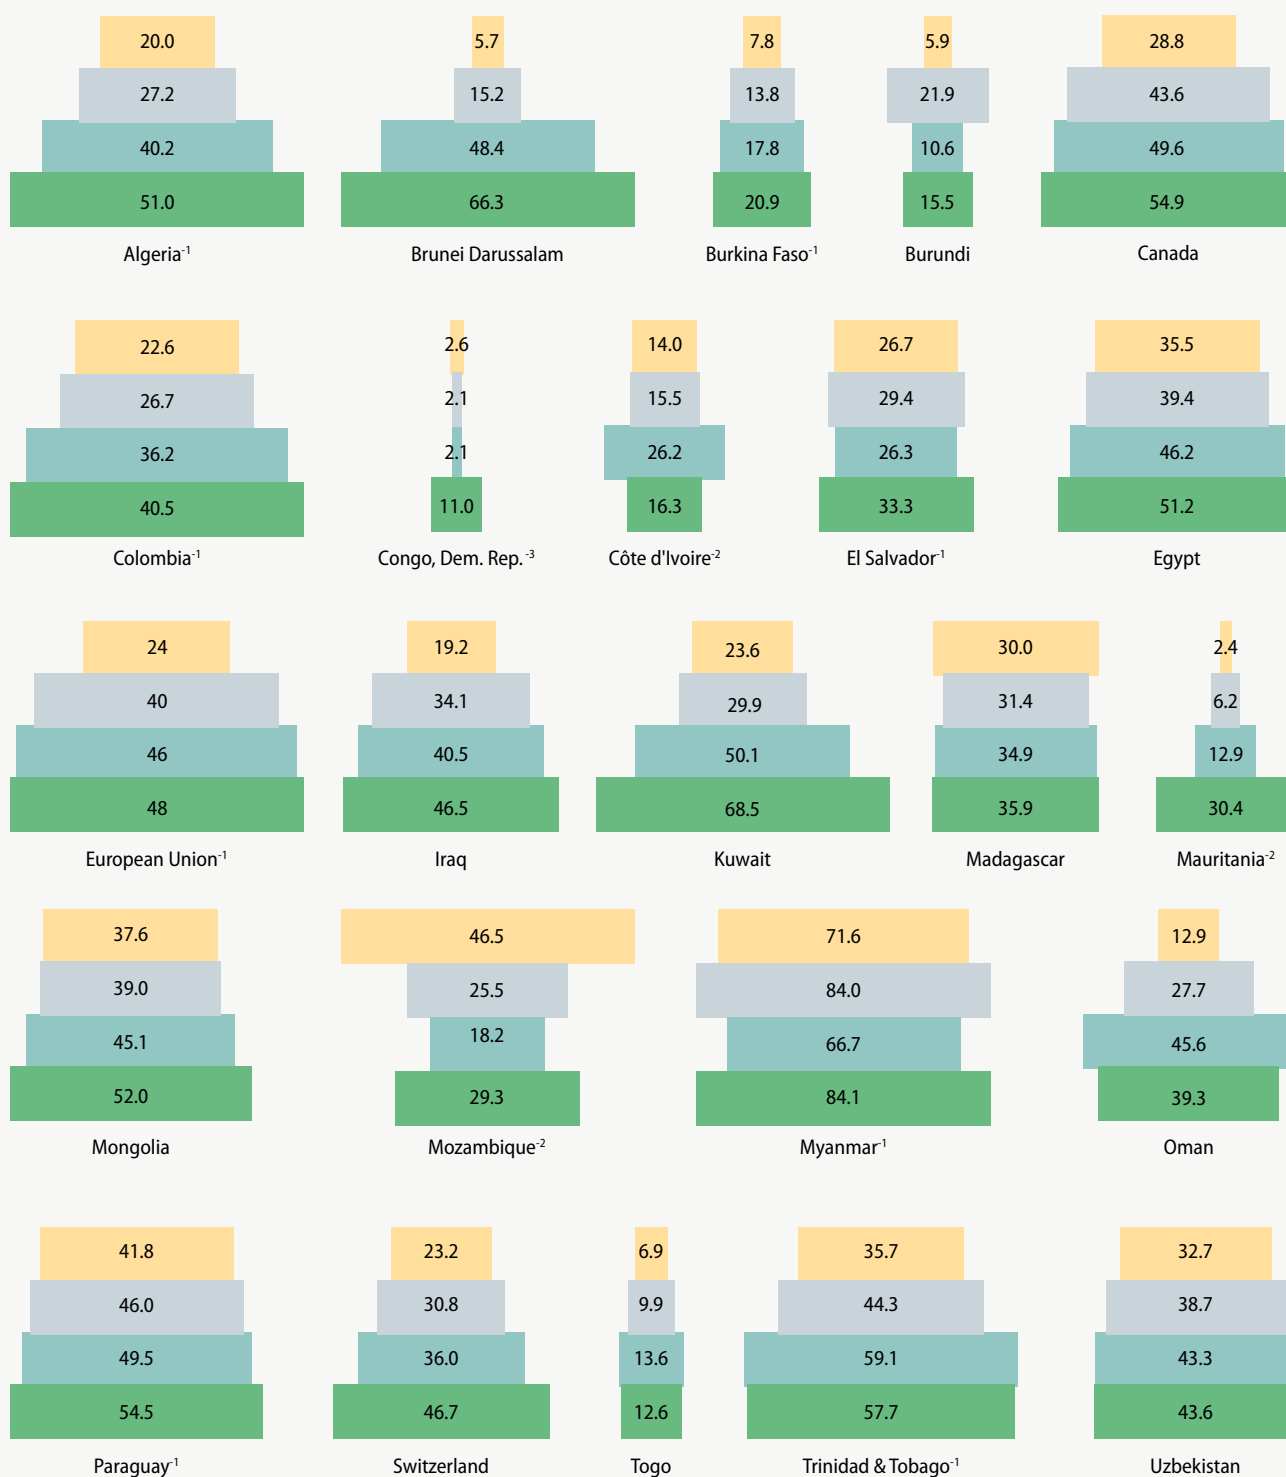 20.0 5.7 7.8 5.9 28.8
27.2 15.2 13.8 21.9 43.6
40.2 48.4 17.8 10.6 49.6
51.0 66.3 20.9 15.5 54.9
Algeria-1 Brunei Darussalam Burkina Faso-1 Burundi Canada
22.6 2.6 14.0 26.7 35.5
26.7 2.1 15.5 29.4 39.4
36.2 2.1 26.2 26.3 46.2
40.5 11.0 16.3 33.3 51.2
Colombia-1 Congo, Dem. Rep. -3 Côte d'Ivoire-2 El Salvador-1 Egypt
24 19.2 23.6 30.0 2.4
40 34.1 29.9 31.4 6.2
46 40.5 50.1 34.9 12.9
48 46.5 68.5 35.9 30.4
European Union-1 Iraq Kuwait Madagascar Mauritania-2
37.6 46.5 71.6 12.9
39.0 25.5 84.0 27.7
45.1 18.2 66.7 45.6
52.0 29.3 84.1 39.3
Mongolia Mozambique-2 Myanmar-1 Oman
41.8 23.2 6.9 35.7 32.7
46.0 30.8 9.9 44.3 38.7
49.5 36.0 13.6 59.1 43.3
54.5 46.7 12.6 57.7 43.6
Paraguay-1 Switzerland Togo Trinidad & Tobago-1 Uzbekistan